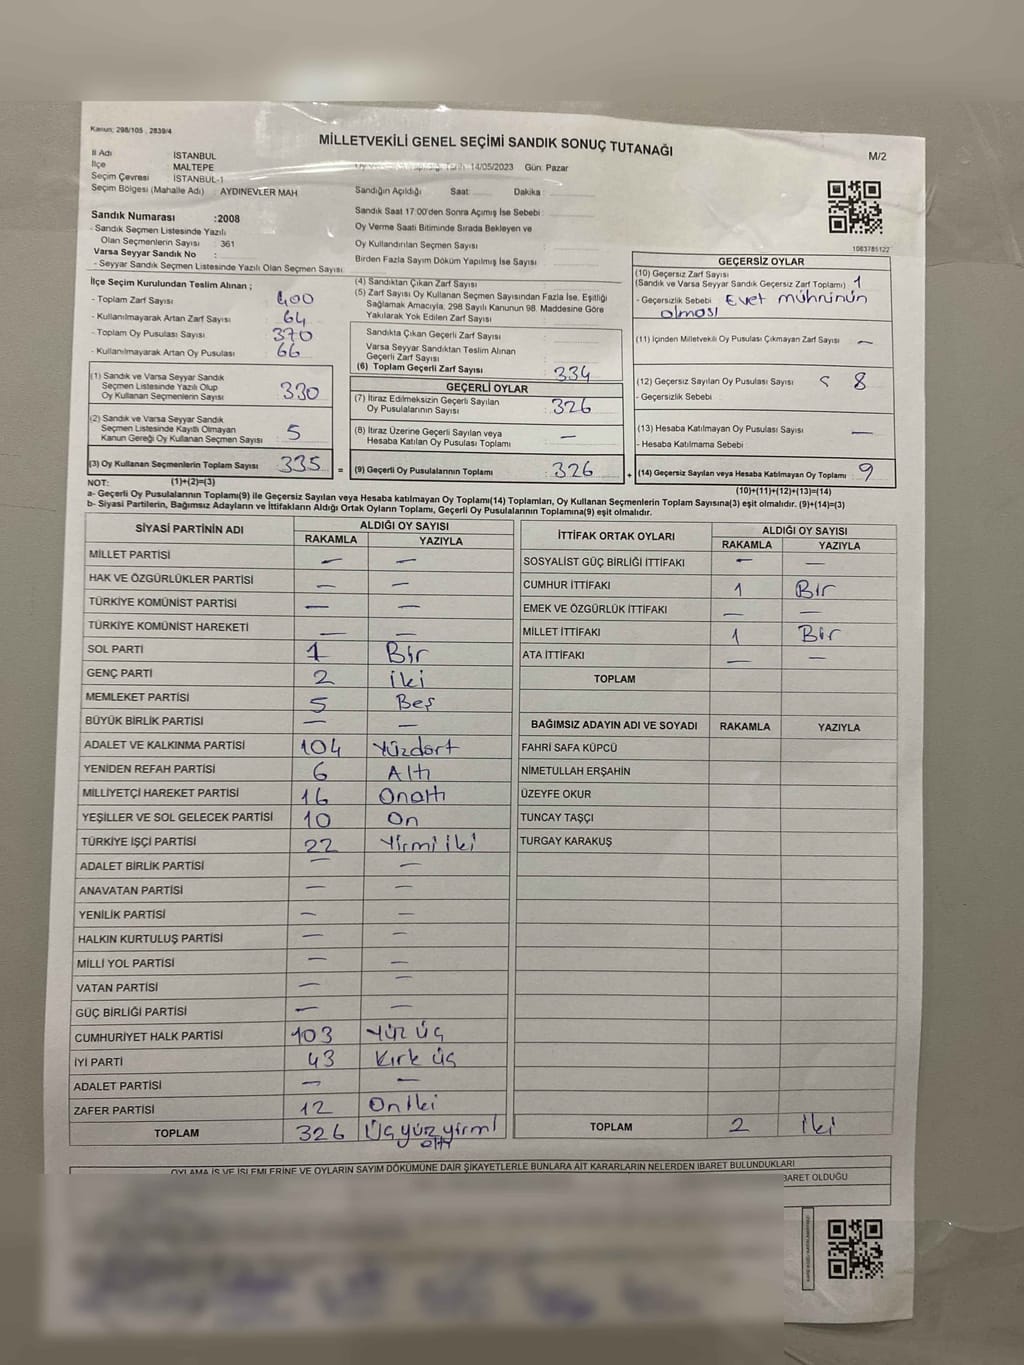 Kanun; 298/105 , 2839/4
MİLLETVEKİLİ GENEL SEÇİMİ SANDIK SONUÇ TUTANAĞI
M/2
İl Adı : İSTANBUL
İlçe : MALTEPE
Seçim Çevresi : İSTANBUL-1
Seçim Bölgesi (Mahalle Adı) : AYDINEVLER MAH
14/05/2023 Gün: Pazar
Sandığın Açıldığı Saat: Dakika :
Sandık Saat 17:00'den Sonra Açımış İse Sebebi :
Oy Verme Saati Bitiminde Sırada Bekleyen ve
Oy Kullandırılan Seçmen Sayısı :
Birden Fazla Sayım Döküm Yapılmış İse Sayısı :
Sandık Numarası :2008
- Sandık Seçmen Listesinde Yazılı
Olan Seçmenlerin Sayısı : 361
Varsa Seyyar Sandık No :
- Seyyar Sandık Seçmen Listesinde Yazılı Olan Seçmen Sayısı:
1063785122
İlçe Seçim Kurulundan Teslim Alınan ;
- Toplam Zarf Sayısı : 400
- Kullanılmayarak Artan Zarf Sayısı : 64
- Toplam Oy Pusulası Sayısı : 370
- Kullanılmayarak Artan Oy Pusulası : 66
(1) Sandık ve Varsa Seyyar Sandık
Seçmen Listesinde Yazılı Olup
Oy Kullanan Seçmenlerin Sayısı : 330
(2) Sandık ve Varsa Seyyar Sandık
Seçmen Listesinde Kayıtlı Olmayan
Kanun Gereği Oy Kullanan Seçmen Sayısı : 5
(3) Oy Kullanan Seçmenlerin Toplam Sayısı : 335 =
(4) Sandıktan Çıkan Zarf Sayısı :
(5) Zarf Sayısı Oy Kullanan Seçmen Sayısından Fazla İse, Eşitliği
Sağlamak Amacıyla, 298 Sayılı Kanunun 98. Maddesine Göre
Yakılarak Yok Edilen Zarf Sayısı :
Sandıkta Çıkan Geçerli Zarf Sayısı :
Varsa Seyyar Sandıktan Teslim Alınan
Geçerli Zarf Sayısı :
(6) Toplam Geçerli Zarf Sayısı : 334
GEÇERLİ OYLAR
(7) İtiraz Edilmeksizin Geçerli Sayılan
Oy Pusulalarının Sayısı : 326
(8) İtiraz Üzerine Geçerli Sayılan veya
Hesaba Katılan Oy Pusulası Toplamı : —
(9) Geçerli Oy Pusulalarının Toplamı : 326 +
GEÇERSİZ OYLAR
(10) Geçersiz Zarf Sayısı
(Sandık ve Varsa Seyyar Sandık Geçersiz Zarf Toplamı) : 1
- Geçersizlik Sebebi : Evet mührünün
olması
(11) İçinden Milletvekili Oy Pusulası Çıkmayan Zarf Sayısı : —
(12) Geçersiz Sayılan Oy Pusulası Sayısı : 8
- Geçersizlik Sebebi :
(13) Hesaba Katılmayan Oy Pusulası Sayısı : —
- Hesaba Katılmama Sebebi :
(14) Geçersiz Sayılan veya Hesaba Katılmayan Oy Toplamı : 9
NOT: (1)+(2)=(3)
(10)+(11)+(12)+(13)=(14)
a- Geçerli Oy Pusulalarının Toplamı(9) ile Geçersiz Sayılan veya Hesaba katılmayan Oy Toplamı(14) Toplamları, Oy Kullanan Seçmenlerin Toplam Sayısına(3) eşit olmalıdır. (9)+(14)=(3)
b- Siyasi Partilerin, Bağımsız Adayların ve İttifakların Aldığı Ortak Oyların Toplamı, Geçerli Oy Pusulalarının Toplamına(9) eşit olmalıdır.
SİYASİ PARTİNİN ADI ALDIĞI OY SAYISI
RAKAMLA YAZIYLA
MİLLET PARTİSİ — —
HAK VE ÖZGÜRLÜKLER PARTİSİ — —
TÜRKİYE KOMÜNİST PARTİSİ — —
TÜRKİYE KOMÜNİST HAREKETİ — —
SOL PARTİ 1 Bir
GENÇ PARTİ 2 iki
MEMLEKET PARTİSİ 5 Beş
BÜYÜK BİRLİK PARTİSİ — —
ADALET VE KALKINMA PARTİSİ 104 Yüzdört
YENİDEN REFAH PARTİSİ 6 Altı
MİLLİYETÇİ HAREKET PARTİSİ 16 Onaltı
YEŞİLLER VE SOL GELECEK PARTİSİ 10 On
TÜRKİYE İŞÇİ PARTİSİ 22 Yirmi iki
ADALET BİRLİK PARTİSİ — —
ANAVATAN PARTİSİ — —
YENİLİK PARTİSİ — —
HALKIN KURTULUŞ PARTİSİ — —
MİLLİ YOL PARTİSİ — —
VATAN PARTİSİ — —
GÜÇ BİRLİĞİ PARTİSİ — —
CUMHURİYET HALK PARTİSİ 103 Yüz üç
İYİ PARTİ 43 Kırk üç
ADALET PARTİSİ — —
ZAFER PARTİSİ 12 Oniki
TOPLAM 326 Üçyüzyirmi
altı
İTTİFAK ORTAK OYLARI ALDIĞI OY SAYISI
RAKAMLA YAZIYLA
SOSYALİST GÜÇ BİRLİĞİ İTTİFAKI — —
CUMHUR İTTİFAKI 1 Bir
EMEK VE ÖZGÜRLÜK İTTİFAKI — —
MİLLET İTTİFAKI 1 Bir
ATA İTTİFAKI — —
TOPLAM
BAĞIMSIZ ADAYIN ADI VE SOYADI RAKAMLA YAZIYLA
FAHRİ SAFA KÜPCÜ
NİMETULLAH ERŞAHİN
ÜZEYFE OKUR
TUNCAY TAŞÇI
TURGAY KARAKUŞ
TOPLAM 2 iki
OYLAMA İŞ VE İŞLEMLERİNE VE OYLARIN SAYIM DÖKÜMÜNE DAİR ŞİKAYETLERLE BUNLARA AİT KARARLARIN NELERDEN İBARET BULUNDUKLARI
BARET OLDUĞU